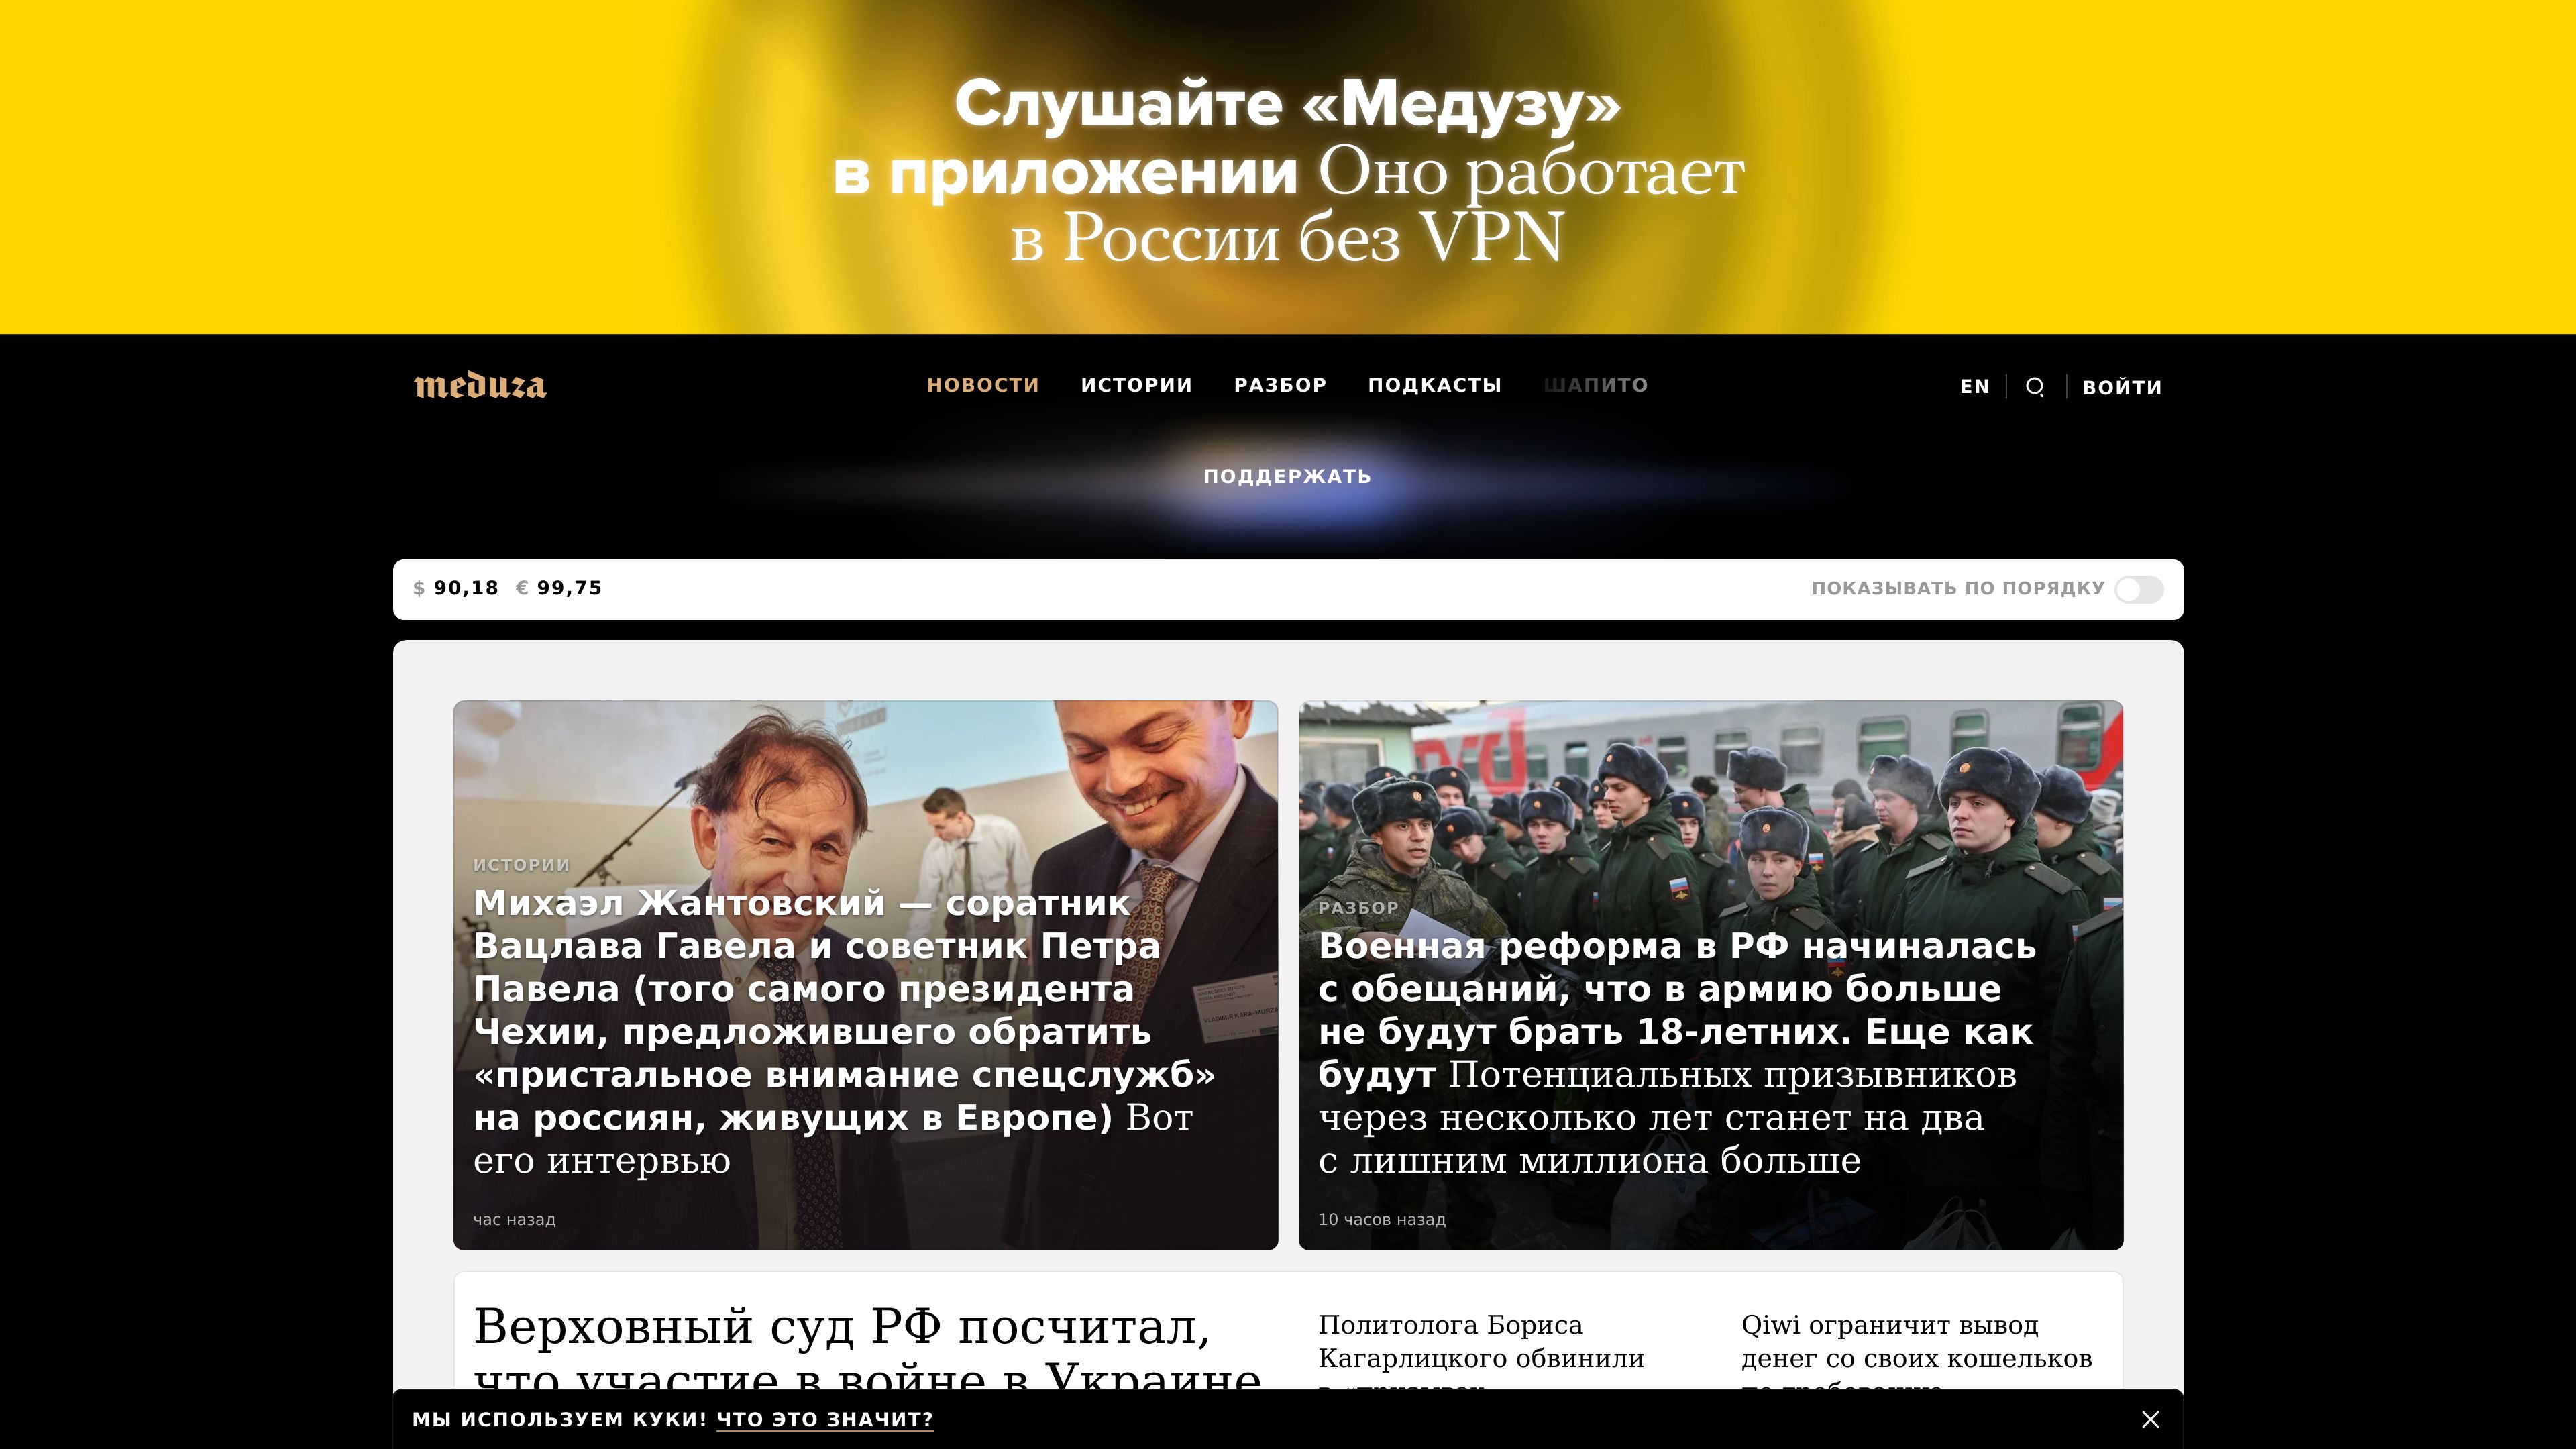 Слушайте «Медузу»
в приложении Оно работает
в России без VPN
meduza
НОВОСТИ ИСТОРИИ РАЗБОР ПОДКАСТЫ ШАПИТО
EN ВОЙТИ
ПОДДЕРЖАТЬ
$ 90,18 € 99,75
ПОКАЗЫВАТЬ ПО ПОРЯДКУ
ИСТОРИИ
Михаэл Жантовский — соратник
Вацлава Гавела и советник Петра
Павела (того самого президента
Чехии, предложившего обратить
«пристальное внимание спецслужб»
на россиян, живущих в Европе) Вот
его интервью
час назад
VLADIMIR KARA-MURZA
РАЗБОР
Военная реформа в РФ начиналась
с обещаний, что в армию больше
не будут брать 18-летних. Еще как
будут Потенциальных призывников
через несколько лет станет на два
с лишним миллиона больше
10 часов назад
Верховный суд РФ посчитал,
что участие в войне в Украине
Политолога Бориса
Кагарлицкого обвинили
Qiwi ограничит вывод
денег со своих кошельков
МЫ ИСПОЛЬЗУЕМ КУКИ! ЧТО ЭТО ЗНАЧИТ?